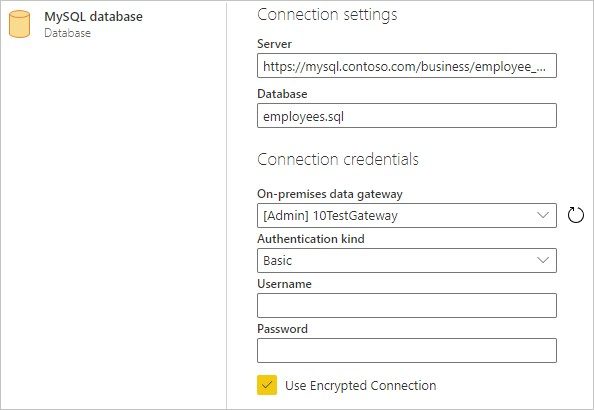 MySQL database
Database
Connection settings
Server
https://mysql.contoso.com/business/employee_...
Database
employees.sql
Connection credentials
On-premises data gateway
[Admin] 10TestGateway
Authentication kind
Basic
Username
Password
Use Encrypted Connection